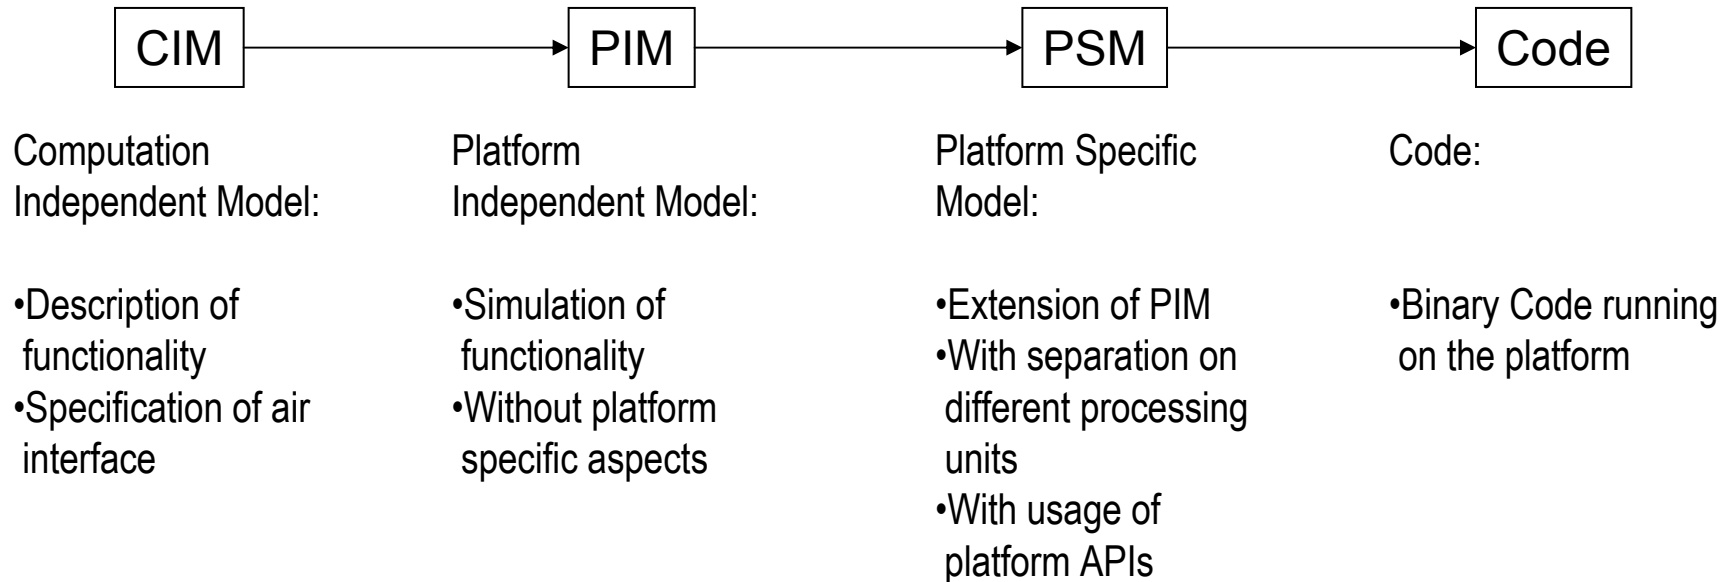 CIM
PIM
PSM
Code
Computation
Independent Model:
•Description of
functionality
•Specification of air
interface
Platform
Independent Model:
•Simulation of
functionality
•Without platform
specific aspects
Platform Specific
Model:
•Extension of PIM
•With separation on
different processing
units
•With usage of
platform APIs
Code:
•Binary Code running
on the platform